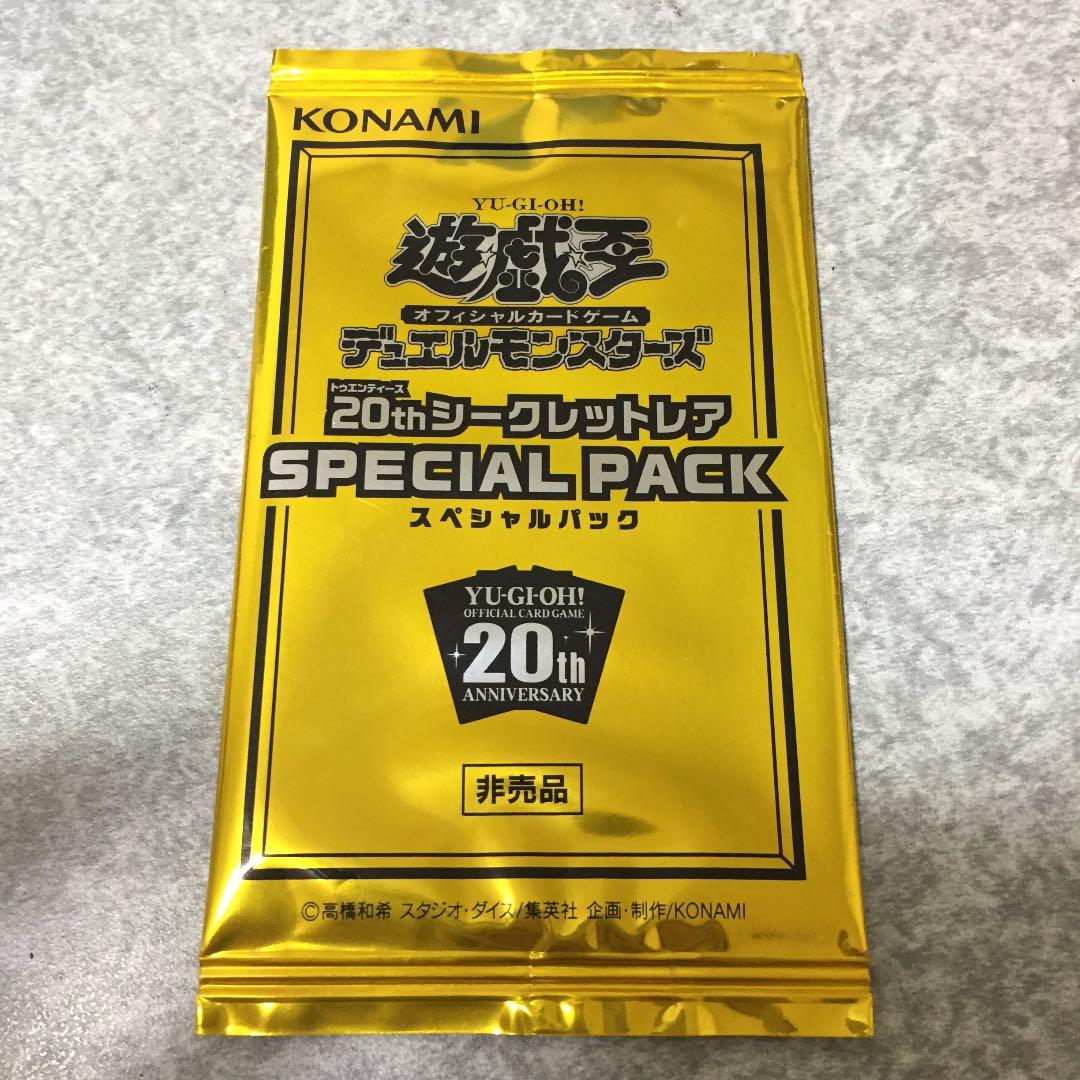 KONAMI
YU-GI-OH!
遊☆戯☆王
オフィシャルカードゲーム
デュエルモンスターズ
トゥエンティース
20thシークレットレア
SPECIAL PACK
スペシャルパック
YU-GI-OH!
OFFICIAL CARD GAME
20th
ANNIVERSARY
非売品
©高橋和希 スタジオ・ダイス/集英社 企画・制作/KONAMI